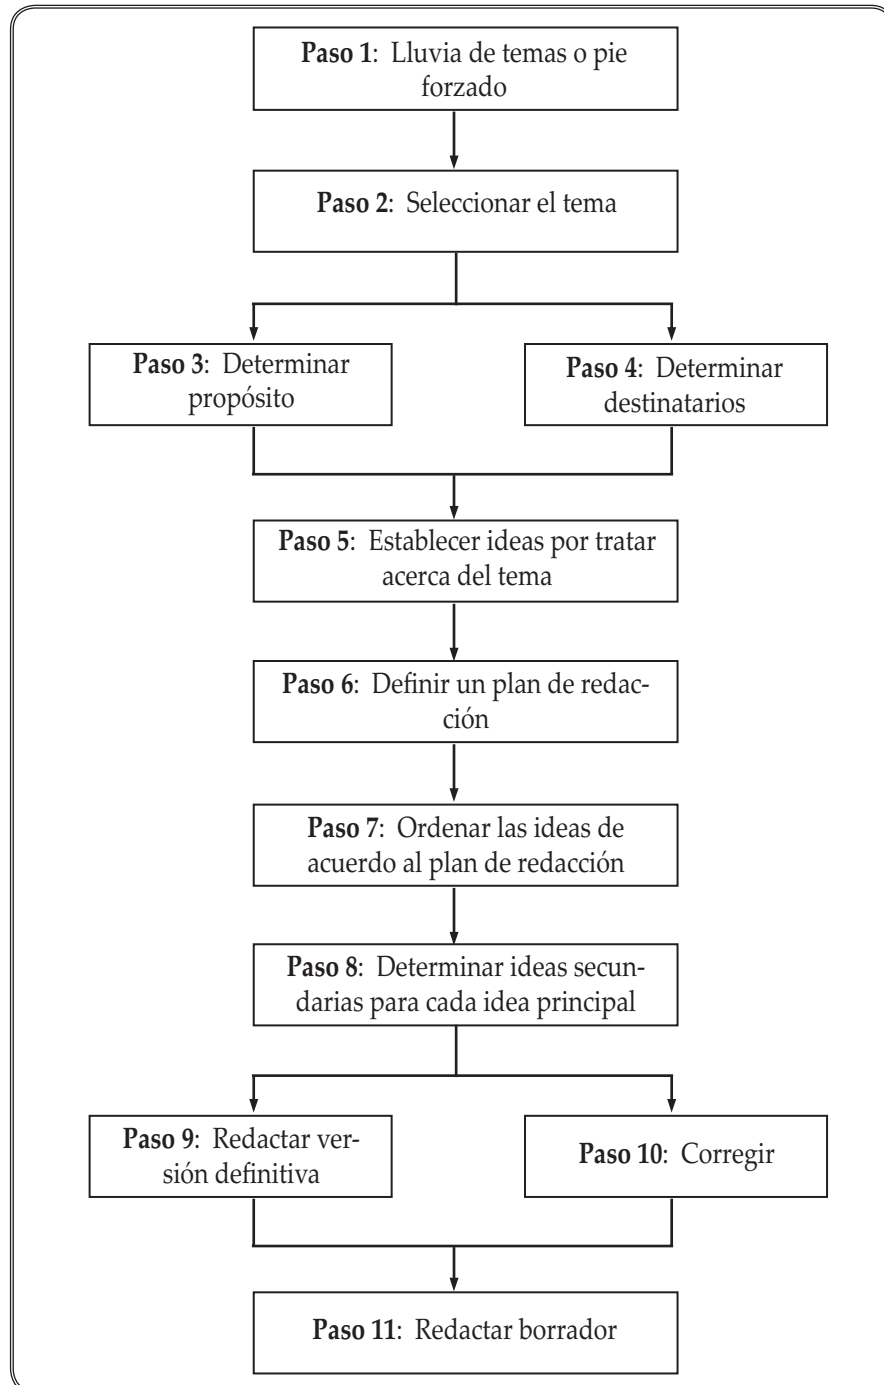 Paso 1: Lluvia de temas o pie
forzado
Paso 2: Seleccionar el tema
Paso 3: Determinar
propósito
Paso 4: Determinar
destinatarios
Paso 5: Establecer ideas por tratar
acerca del tema
Paso 6: Definir un plan de redac-
ción
Paso 7: Ordenar las ideas de
acuerdo al plan de redacción
Paso 8: Determinar ideas secun-
darias para cada idea principal
Paso 9: Redactar ver-
sión definitiva
Paso 10: Corregir
Paso 11: Redactar borrador